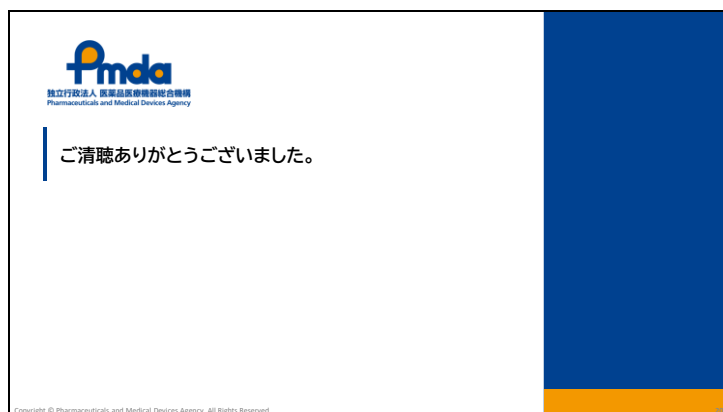 Pmda
独立行政法人 医薬品医療機器総合機構
Pharmaceuticals and Medical Devices Agency
ご清聴ありがとうございました。
Copyright © Pharmaceuticals and Medical Devices Agency, All Rights Reserved.